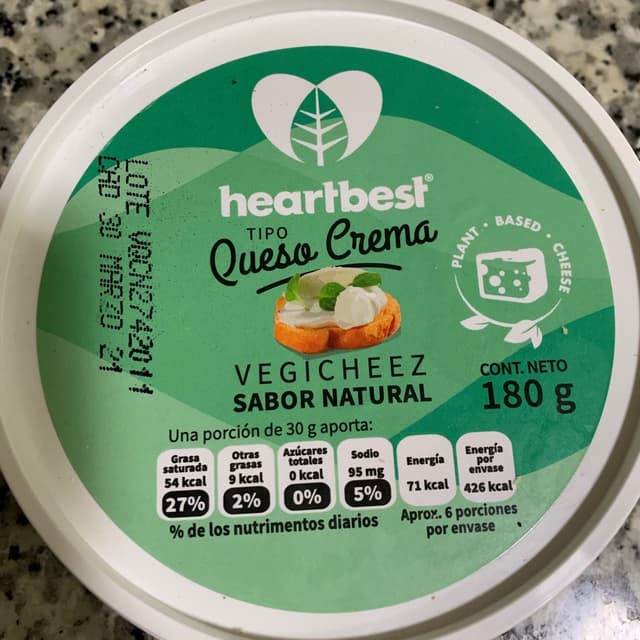 heartbest®
TIPO
Queso Crema
PLANT • BASED • CHEESE
VEGICHEEZ
SABOR NATURAL
CONT. NETO
180 g
Una porción de 30 g aporta:
Grasa saturada
54 kcal
27%
Otras grasas
9 kcal
2%
Azúcares totales
0 kcal
0%
Sodio
95 mg
5%
Energía
71 kcal
Energía por envase
426 kcal
% de los nutrimentos diarios
Aprox. 6 porciones
por envase
CAD 30 MARZO 24